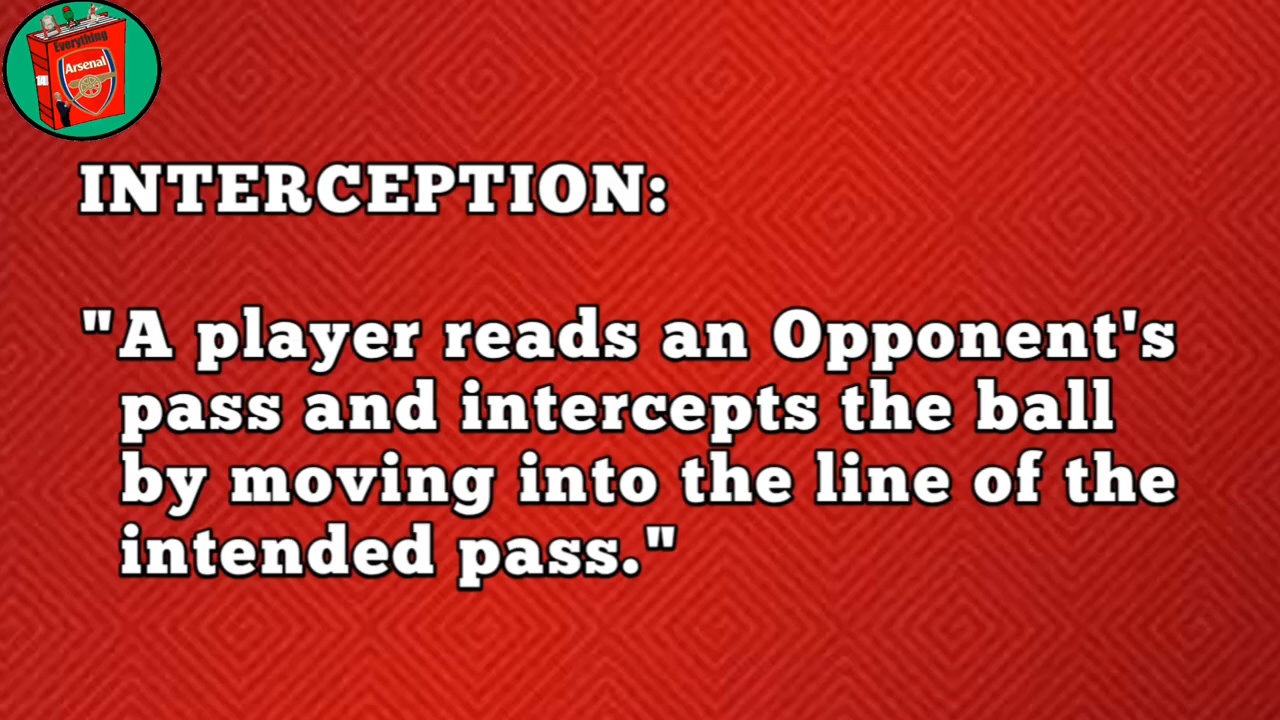 Everything
Arsenal
INTERCEPTION:
"A player reads an Opponent's
pass and intercepts the ball
by moving into the line of the
intended pass."